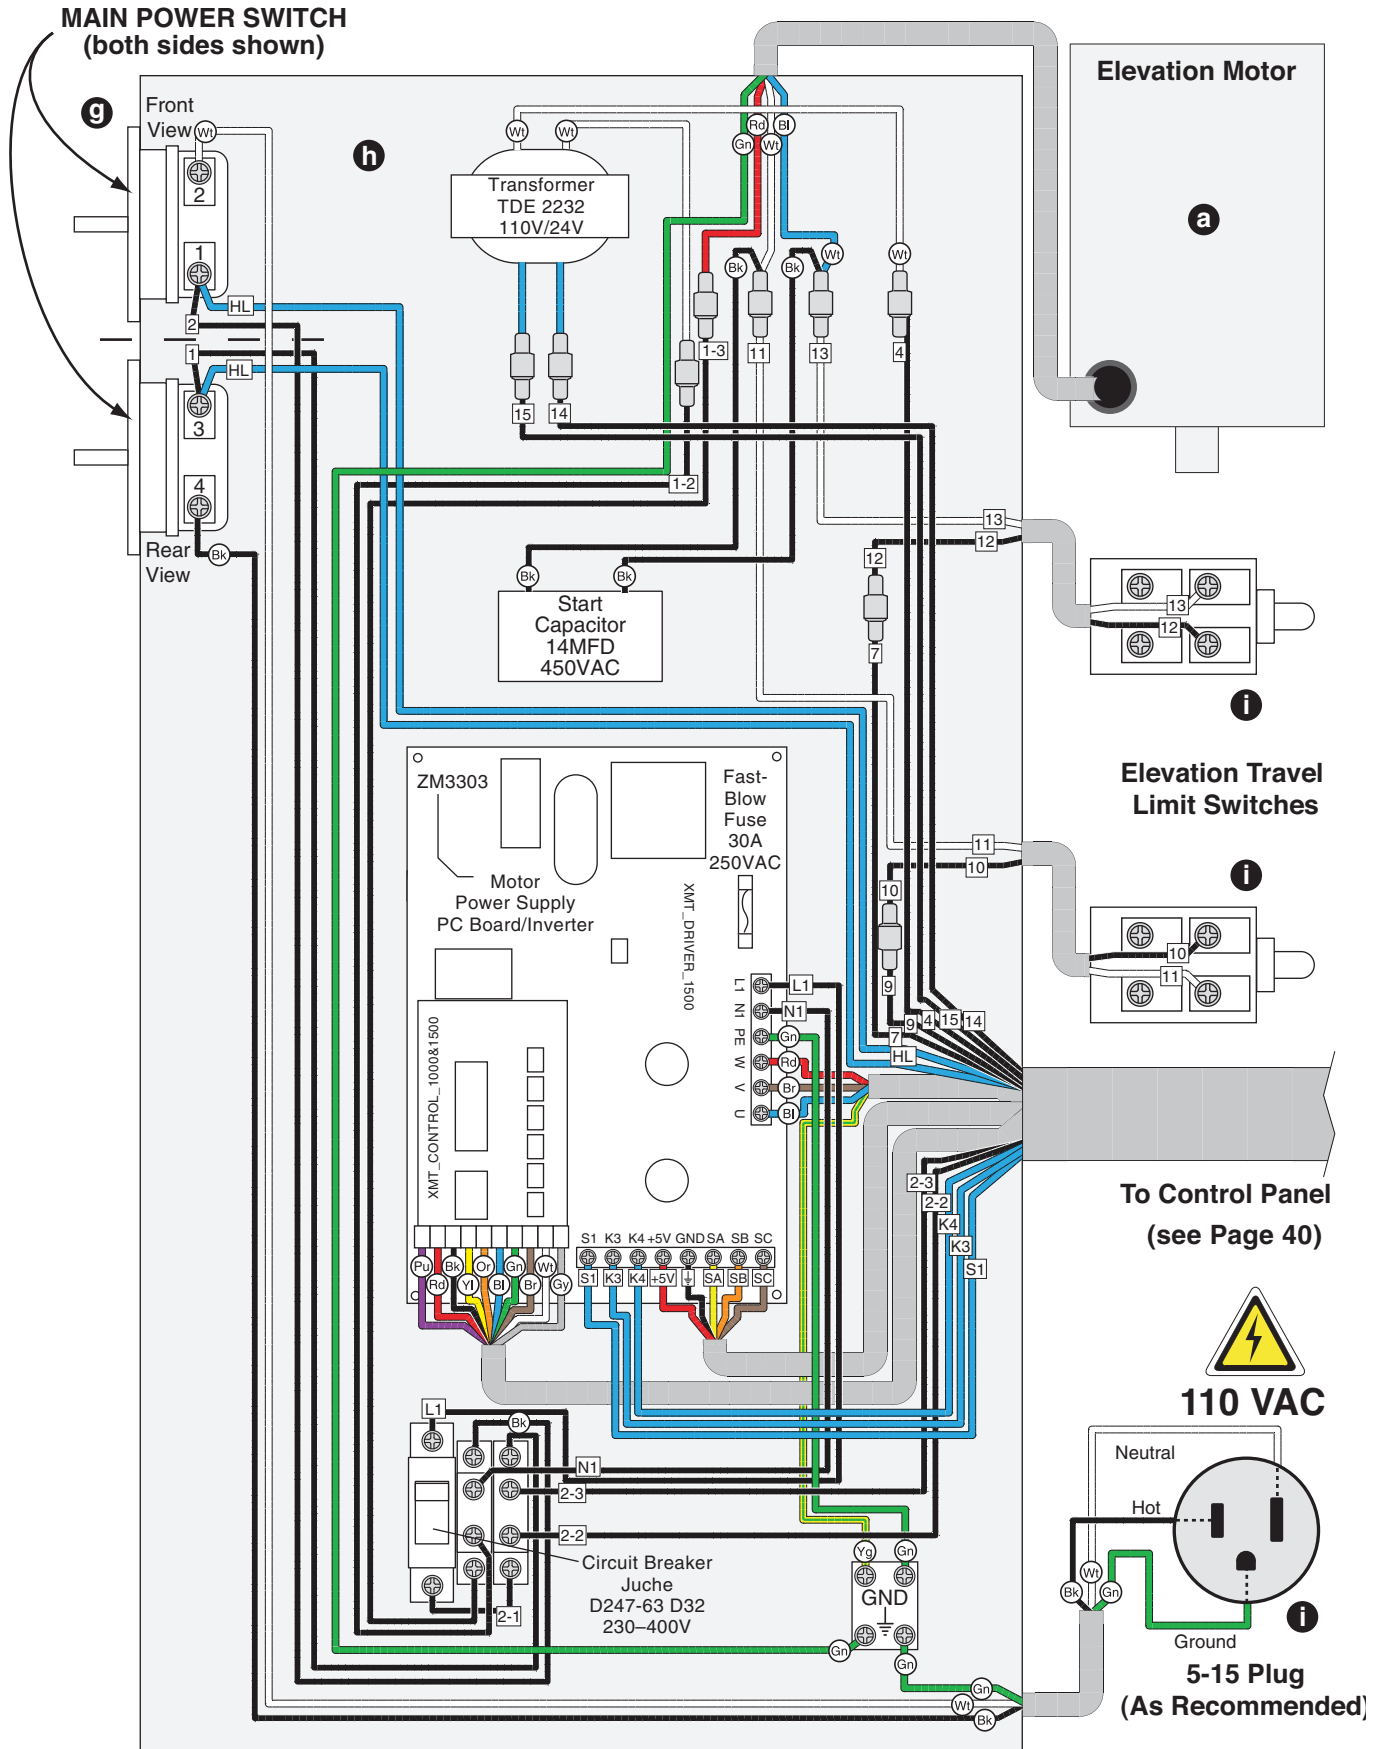 MAIN POWER SWITCH
(both sides shown)
g
Front
View
Wt
2
1
HL
2
1
HL
3
4
Rear
View
Bk
h
Wt
Wt
Transformer
TDE 2232
110V/24V
Rd
Bl
Gn
Wt
Bk
Bk
Wt
Wt
15
14
1-3
11
13
4
1-2
Elevation Motor
a
Bk
Bk
Start
Capacitor
14MFD
450VAC
13
12
12
7
13
12
i
Elevation Travel
Limit Switches
i
11
10
10
9
10
11
ZM3303
Fast-
Blow
Fuse
30A
250VAC
Motor
Power Supply
PC Board/Inverter
XMT_DRIVER_1500
XMT_CONTROL_1000&1500
L1
N1
PE
W
V
U
L1
N1
Gn
Rd
Br
Bl
9
4
15
14
7
HL
2-3
2-2
K4
K3
S1
To Control Panel
(see Page 40)
S1 K3 K4 +5V GND SA SB SC
S1 K3 K4 +5V SA SB SC
Pu
Bk
Or
Gn
Wt
Rd
Yl
Bl
Br
Gy
110 VAC
Neutral
Hot
Wt
Bk
Gn
Ground
i
5-15 Plug
(As Recommended)
L1
Bk
N1
2-3
2-2
2-1
Circuit Breaker
Juche
D247-63 D32
230–400V
Yg
Gn
GND
Gn
Gn
Gn
Wt
Bk